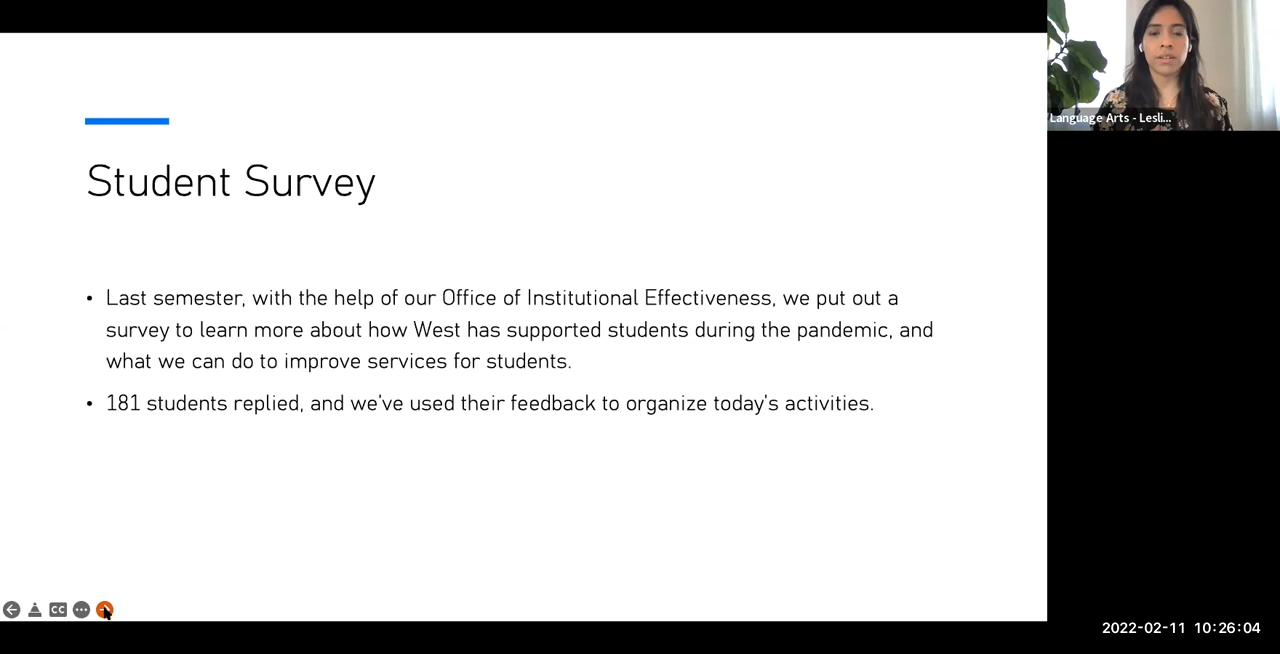 Student Survey
• Last semester, with the help of our Office of Institutional Effectiveness, we put out a
survey to learn more about how West has supported students during the pandemic, and
what we can do to improve services for students.
• 181 students replied, and we've used their feedback to organize today's activities.
Language Arts - Lesli...
CC
2022-02-11 10:26:04